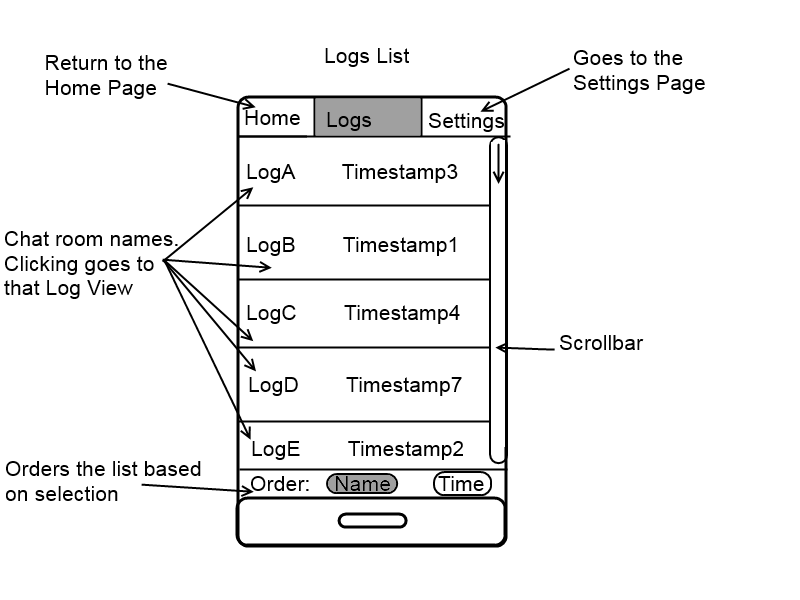 Logs List
Return to the
Home Page
Goes to the
Settings Page
Home Logs Settings
LogA Timestamp3
Chat room names.
Clicking goes to
that Log View
LogB Timestamp1
LogC Timestamp4
Scrollbar
LogD Timestamp7
LogE Timestamp2
Orders the list based
on selection
Order: Name Time